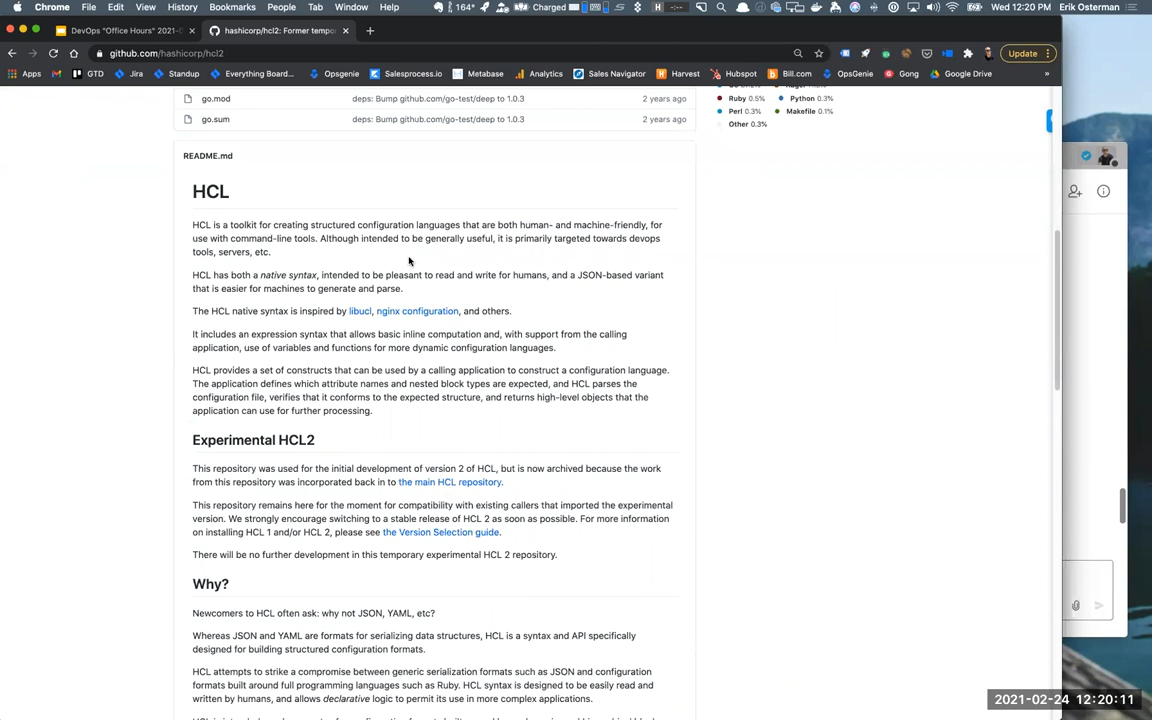 Chrome File Edit View History Bookmarks People Tab Window Help 164° Charged Wed 12:20 PM Erik Osterman
DevOps "Office Hours" 2021-0 hashicorp/hcl2: Former tempo
github.com/hashicorp/hcl2 Update
Apps GTD Jira Standup Everything Board... Opsgenie Salesprocess.io Metabase Analytics Sales Navigator Harvest Hubspot Bill.com OpsGenie Gong Google Drive »
go.mod deps: Bump github.com/go-test/deep to 1.0.3 2 years ago
Ruby 0.5% Python 0.3%
Perl 0.3% Makefile 0.1%
go.sum deps: Bump github.com/go-test/deep to 1.0.3 2 years ago
Other 0.3%
README.md
HCL
HCL is a toolkit for creating structured configuration languages that are both human- and machine-friendly, for
use with command-line tools. Although intended to be generally useful, it is primarily targeted towards devops
tools, servers, etc.
HCL has both a native syntax, intended to be pleasant to read and write for humans, and a JSON-based variant
that is easier for machines to generate and parse.
The HCL native syntax is inspired by libucl, nginx configuration, and others.
It includes an expression syntax that allows basic inline computation and, with support from the calling
application, use of variables and functions for more dynamic configuration languages.
HCL provides a set of constructs that can be used by a calling application to construct a configuration language.
The application defines which attribute names and nested block types are expected, and HCL parses the
configuration file, verifies that it conforms to the expected structure, and returns high-level objects that the
application can use for further processing.
Experimental HCL2
This repository was used for the initial development of version 2 of HCL, but is now archived because the work
from this repository was incorporated back in to the main HCL repository.
This repository remains here for the moment for compatibility with existing callers that imported the experimental
version. We strongly encourage switching to a stable release of HCL 2 as soon as possible. For more information
on installing HCL 1 and/or HCL 2, please see the Version Selection guide.
There will be no further development in this temporary experimental HCL 2 repository.
Why?
Newcomers to HCL often ask: why not JSON, YAML, etc?
Whereas JSON and YAML are formats for serializing data structures, HCL is a syntax and API specifically
designed for building structured configuration formats.
HCL attempts to strike a compromise between generic serialization formats such as JSON and configuration
formats built around full programming languages such as Ruby. HCL syntax is designed to be easily read and
written by humans, and allows declarative logic to permit its use in more complex applications.
2021-02-24 12:20:11